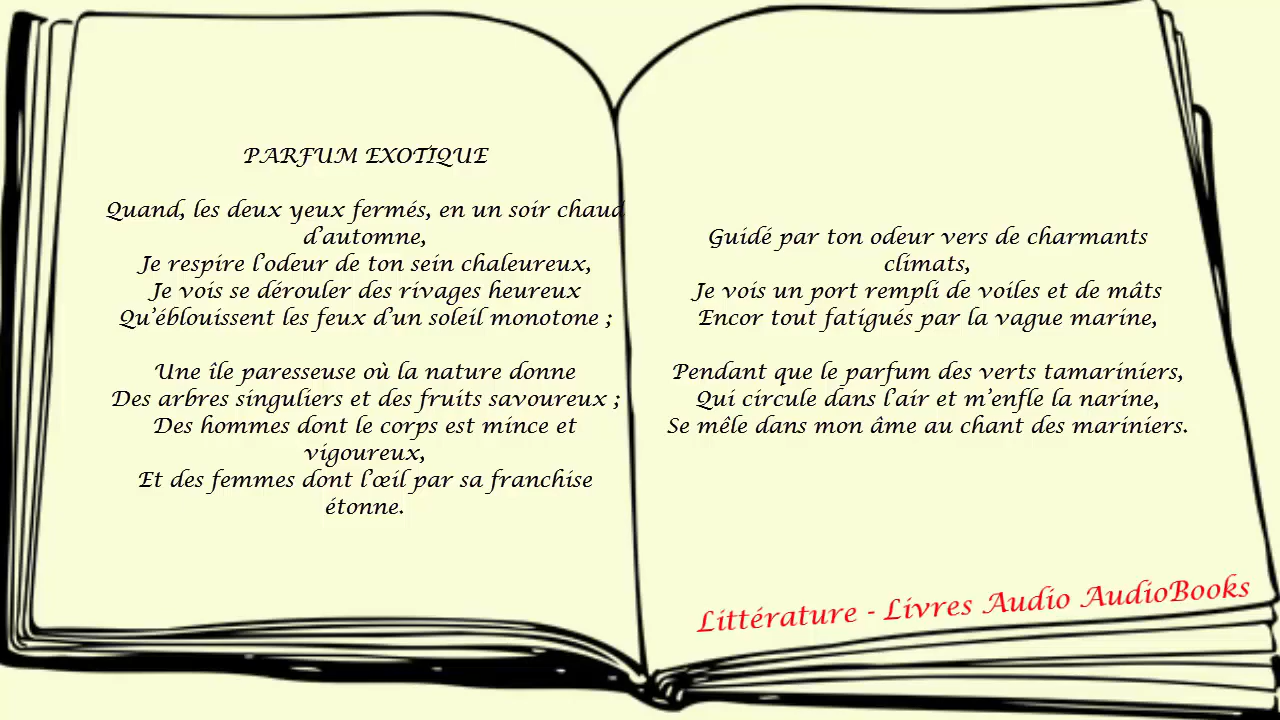 PARFUM EXOTIQUE
Quand, les deux yeux fermés, en un soir chaud
d'automne,
Je respire l'odeur de ton sein chaleureux,
Je vois se dérouler des rivages heureux
Qu'éblouissent les feux d'un soleil monotone ;
Une île paresseuse où la nature donne
Des arbres singuliers et des fruits savoureux ;
Des hommes dont le corps est mince et
vigoureux,
Et des femmes dont l'œil par sa franchise
étonne.
Guidé par ton odeur vers de charmants
climats,
Je vois un port rempli de voiles et de mâts
Encor tout fatigués par la vague marine,
Pendant que le parfum des verts tamariniers,
Qui circule dans l'air et m'enfle la narine,
Se mêle dans mon âme au chant des mariniers.
Littérature - Livres Audio AudioBooks